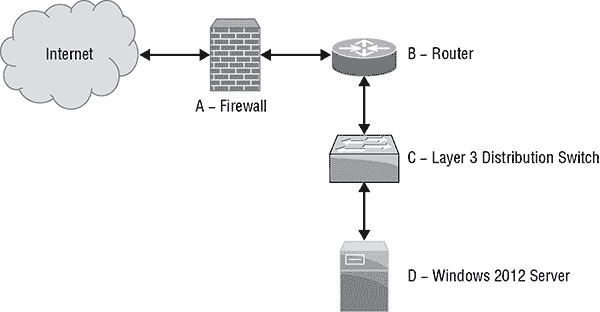 Internet
A – Firewall
B – Router
C – Layer 3 Distribution Switch
D – Windows 2012 Server